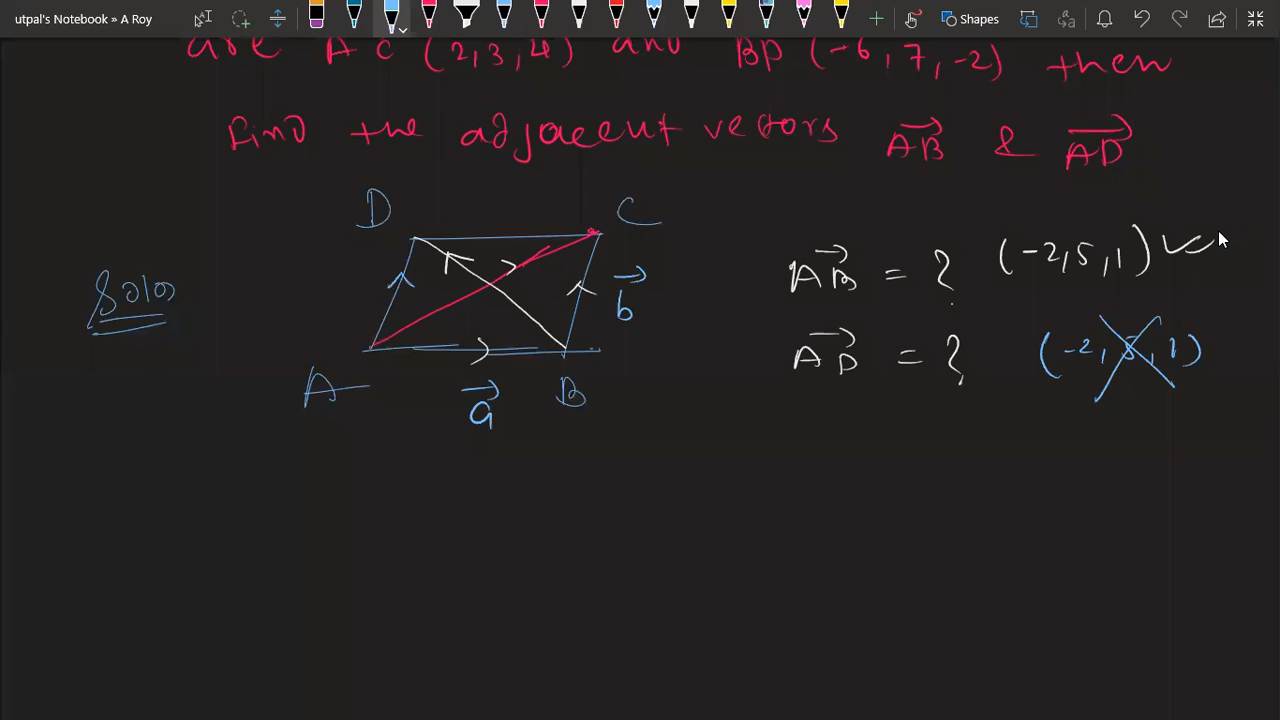 utpal's Notebook » A Roy
Shapes
are AC (2,3,4) and BD (-6,7,-2) then
Find the adjacent vectors AB & AD
D C
Soln
b
A a B
AB = ? (-2,5,1)
AD = ? (-2,5,1)